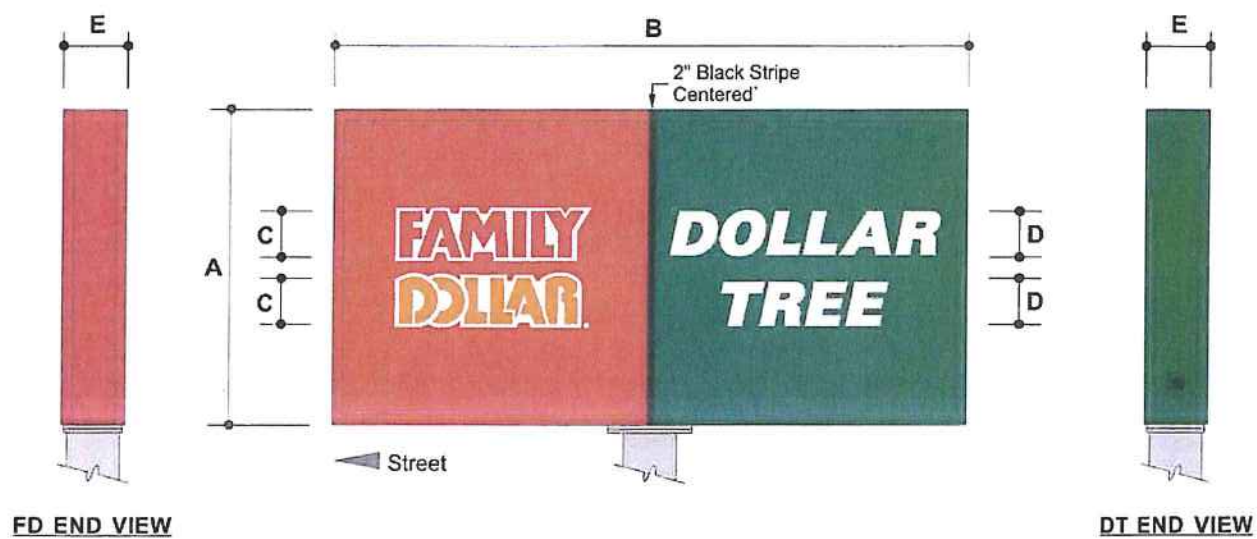 E
B
E
2" Black Stripe
Centered*
A
C
C
FAMILY
DOLLAR.
DOLLAR
TREE
D
D
Street
FD END VIEW
DT END VIEW